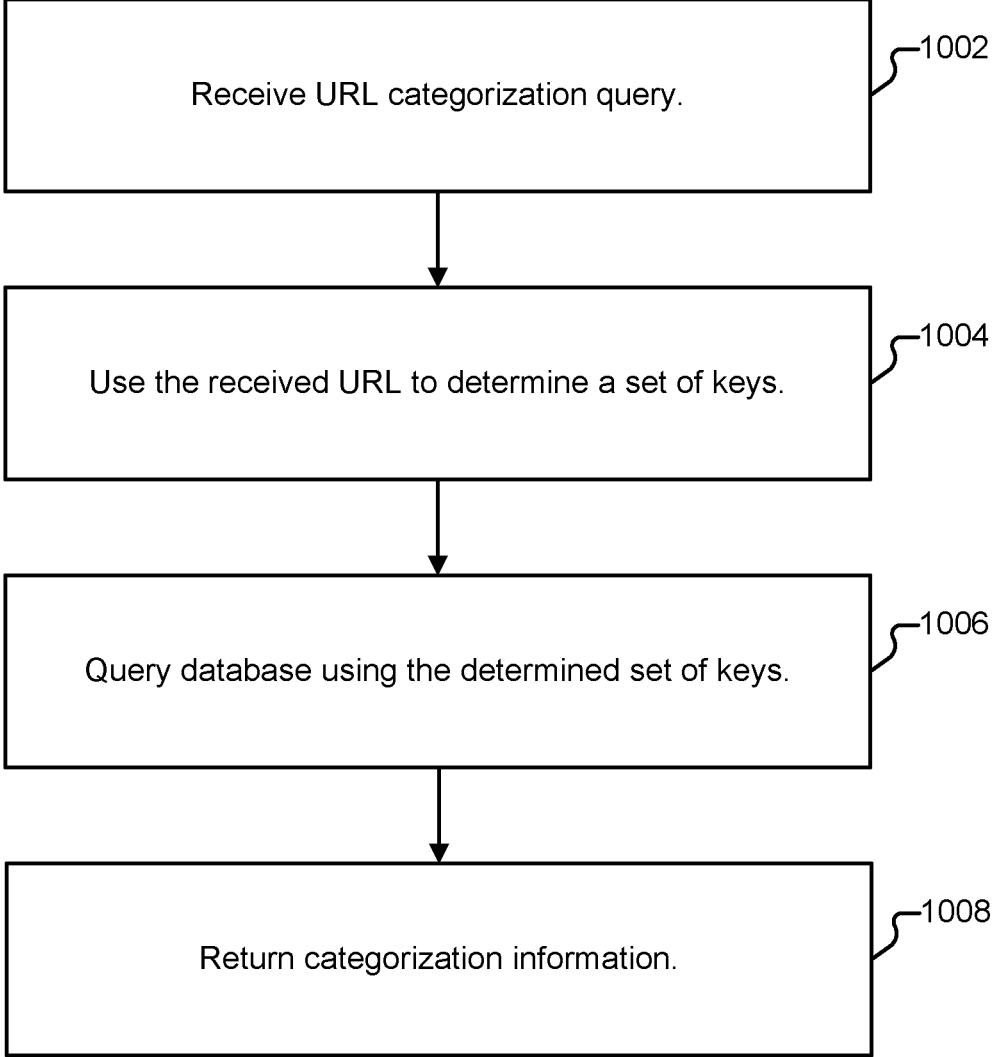 Receive URL categorization query.
1002
Use the received URL to determine a set of keys.
1004
Query database using the determined set of keys.
1006
Return categorization information.
1008